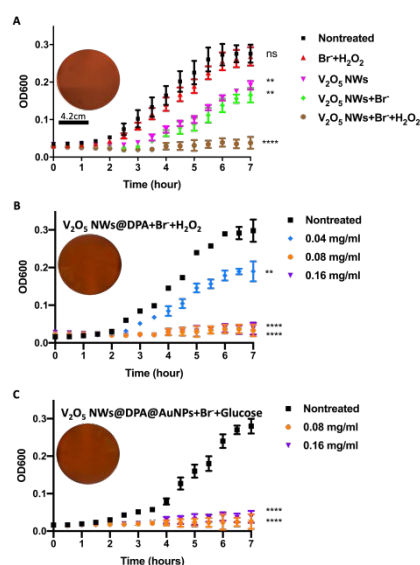 A
0.3
0.2
0.1
0.0
OD600
4.2cm
0 1 2 3 4 5 6 7
Time (hour)
ns
**
**
****
Nontreated
Br⁻+H₂O₂
V₂O₅ NWs
V₂O₅ NWs+Br⁻
V₂O₅ NWs+Br⁻+H₂O₂
B
V₂O₅ NWs@DPA+Br⁻+H₂O₂
0.3
0.2
0.1
0.0
OD600
0 1 2 3 4 5 6 7
Time (hour)
**
****
****
Nontreated
0.04 mg/ml
0.08 mg/ml
0.16 mg/ml
C
V₂O₅ NWs@DPA@AuNPs+Br⁻+Glucose
0.3
0.2
0.1
0.0
OD600
0 1 2 3 4 5 6 7
Time (hours)
****
****
Nontreated
0.08 mg/ml
0.16 mg/ml